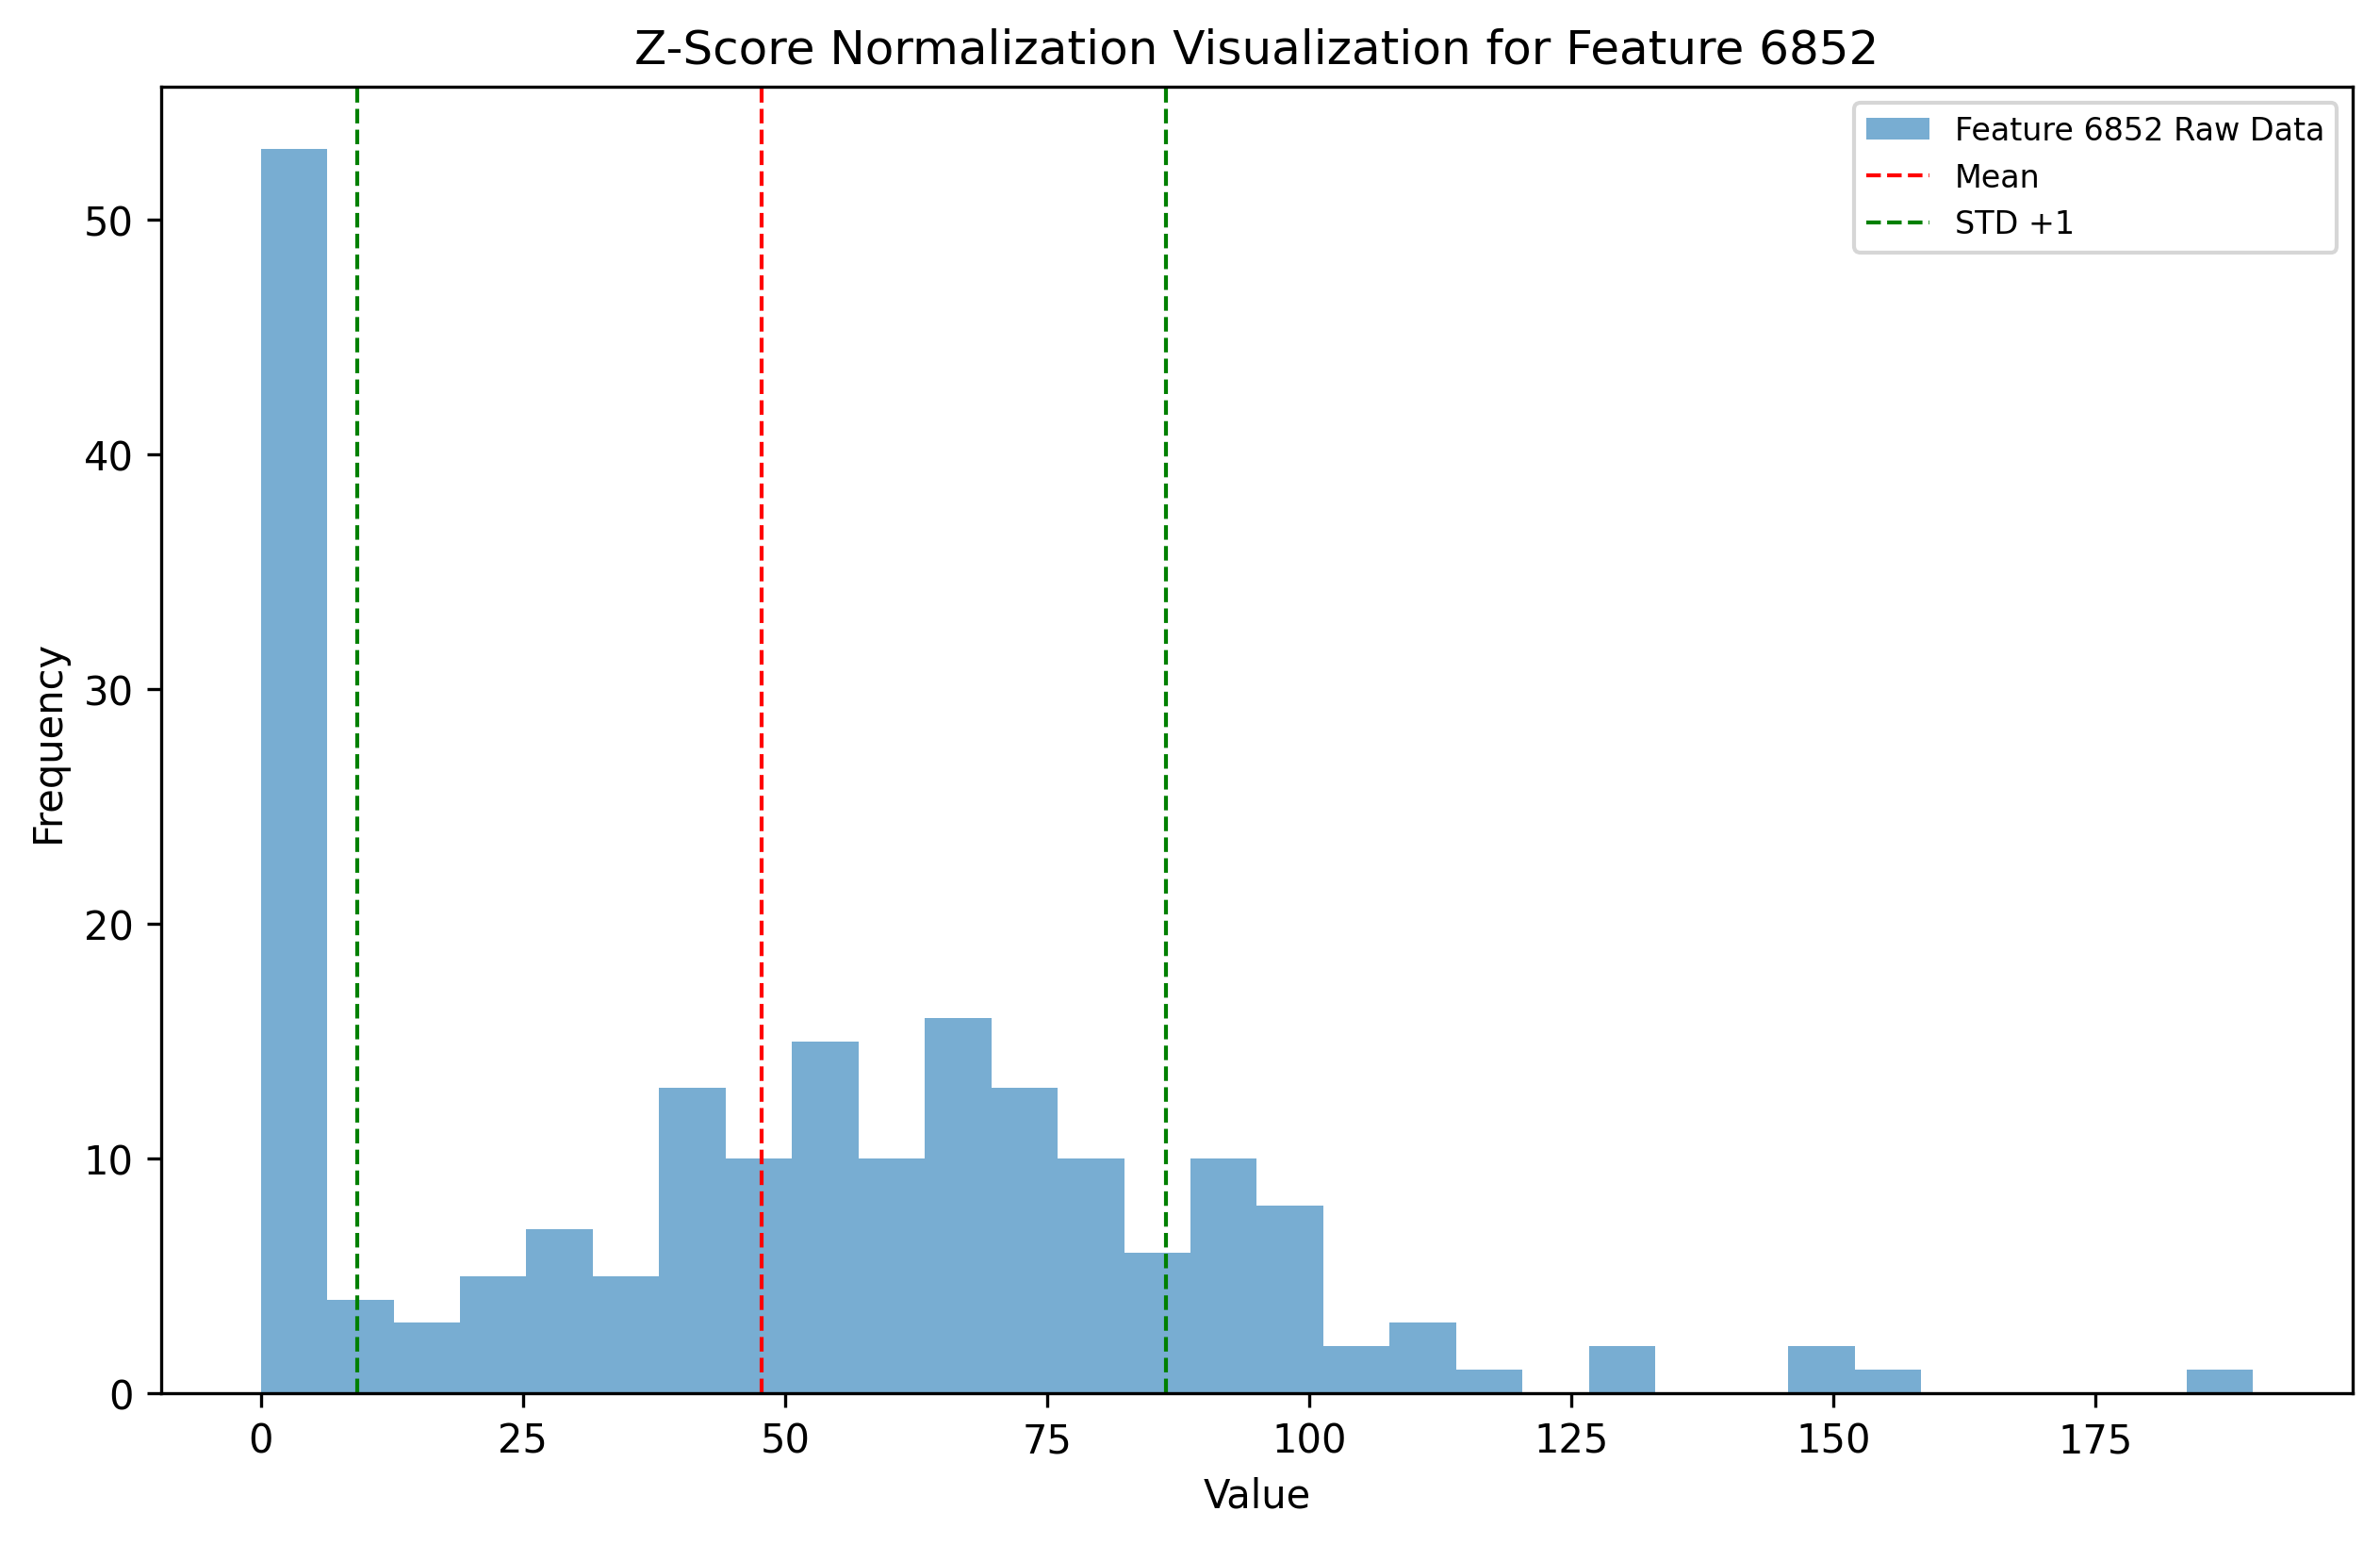 Z-Score Normalization Visualization for Feature 6852
Feature 6852 Raw Data
Mean
STD +1
50
40
30
20
10
0
Frequency
0 25 50 75 100 125 150 175
Value